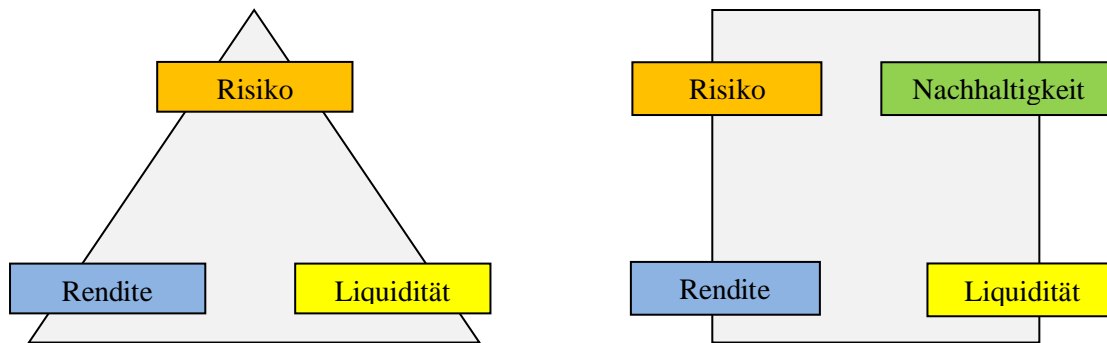 Risiko
Rendite
Liquidität
Risiko
Nachhaltigkeit
Rendite
Liquidität